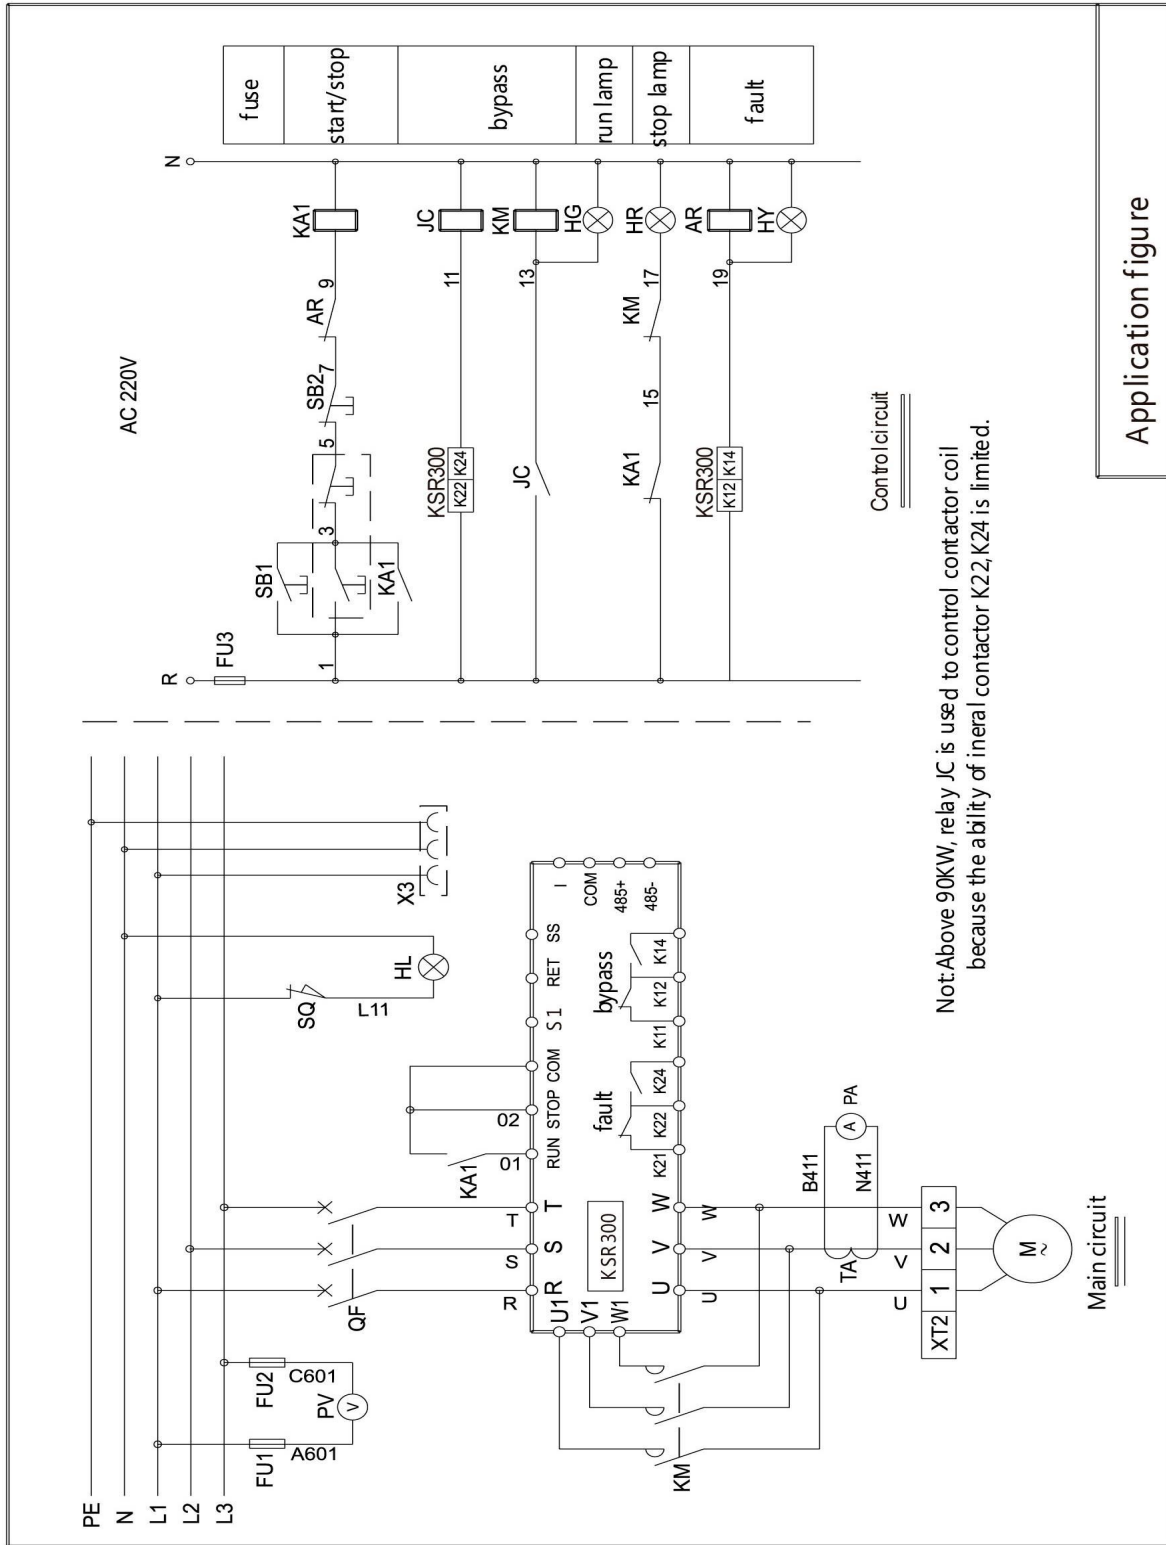 PE
N
L1
L2
L3
FU1
FU2
A601
C601
PV
V
QF
R
S
T
KA1
01
02
SQ
L11
HL
X3
U1
V1
W1
R
S
T
RUN
STOP
COM
S1
RET
SS
I
COM
485+
485-
KSR300
fault
bypass
U
V
W
K21
K22
K24
K11
K12
K14
KM
U
V
W
TA
B411
N411
A
PA
U
V
W
XT2
1
2
3
M
~
Main circuit
AC 220V
R
FU3
N
1
SB1
KA1
3
5
SB2
7
AR
9
KA1
KSR300
K22
K24
11
JC
JC
13
KM
HG
KA1
15
KM
17
HR
KSR300
K12
K14
19
AR
HY
fuse
start/stop
bypass
run lamp
stop lamp
fault
Control circuit
Not:Above 90KW, relay JC is used to control contactor coil
because the ability of ineral contactor K22,K24 is limited.
Application figure